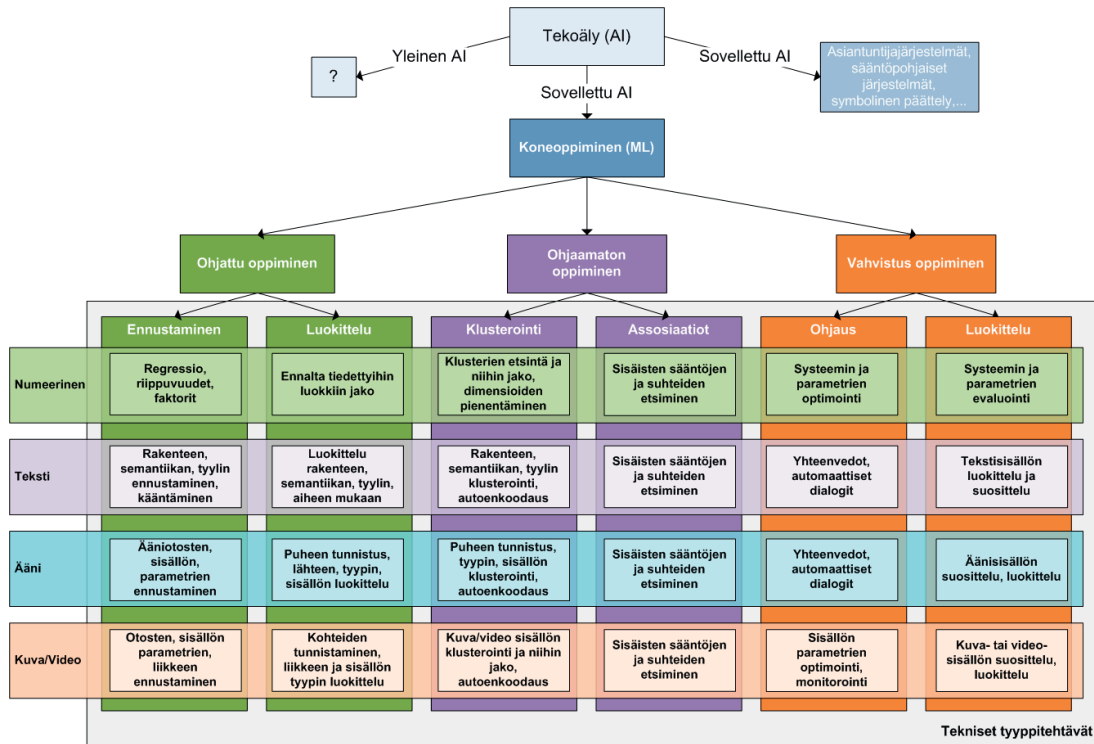 Tekoäly (AI)
Yleinen AI
Sovellettu AI
?
Asiantuntijajärjestelmät,
sääntöpohjaiset
järjestelmät,
symbolinen päättely,...
Sovellettu AI
Koneoppiminen (ML)
Ohjattu oppiminen
Ohjaamaton
oppiminen
Vahvistus oppiminen
Ennustaminen
Luokittelu
Klusterointi
Assosiaatiot
Ohjaus
Luokittelu
Numeerinen
Regressio,
riippuvuudet,
faktorit
Ennalta tiedettyihin
luokkiin jako
Klusterien etsintä ja
niihin jako,
dimensioiden
pienentäminen
Sisäisten sääntöjen
ja suhteiden
etsiminen
Systeemin ja
parametrien
optimointi
Systeemin ja
parametrien
evaluointi
Teksti
Rakenteen,
semantiikan, tyylin
ennustaminen,
kääntäminen
Luokittelu
rakenteen,
semantiikan, tyylin,
aiheen mukaan
Rakenteen,
semantiikan, tyylin
klusterointi,
autoenkoodaus
Sisäisten sääntöjen
ja suhteiden
etsiminen
Yhteenvedot,
automaattiset
dialogit
Tekstisisällön
luokittelu ja
suosittelu
Ääni
Ääniotosten,
sisällön,
parametrien
ennustaminen
Puheen tunnistus,
lähteen, tyypin,
sisällön luokittelu
Puheen tunnistus,
tyypin, sisällön
klusterointi,
autoenkoodaus
Sisäisten sääntöjen
ja suhteiden
etsiminen
Yhteenvedot,
automaattiset
dialogit
Äänisisällön
suosittelu, luokittelu
Kuva/Video
Otosten, sisällön
parametrien,
liikkeen
ennustaminen
Kohteiden
tunnistaminen,
liikkeen ja sisällön
tyypin luokittelu
Kuva/video sisällön
klusterointi ja niihin
jako,
autoenkoodaus
Sisäisten sääntöjen
ja suhteiden
etsiminen
Sisällön
parametrien
optimointi,
monitorointi
Kuva- tai video-
sisällön suosittelu,
luokittelu
Tekniset tyyppitehtävät